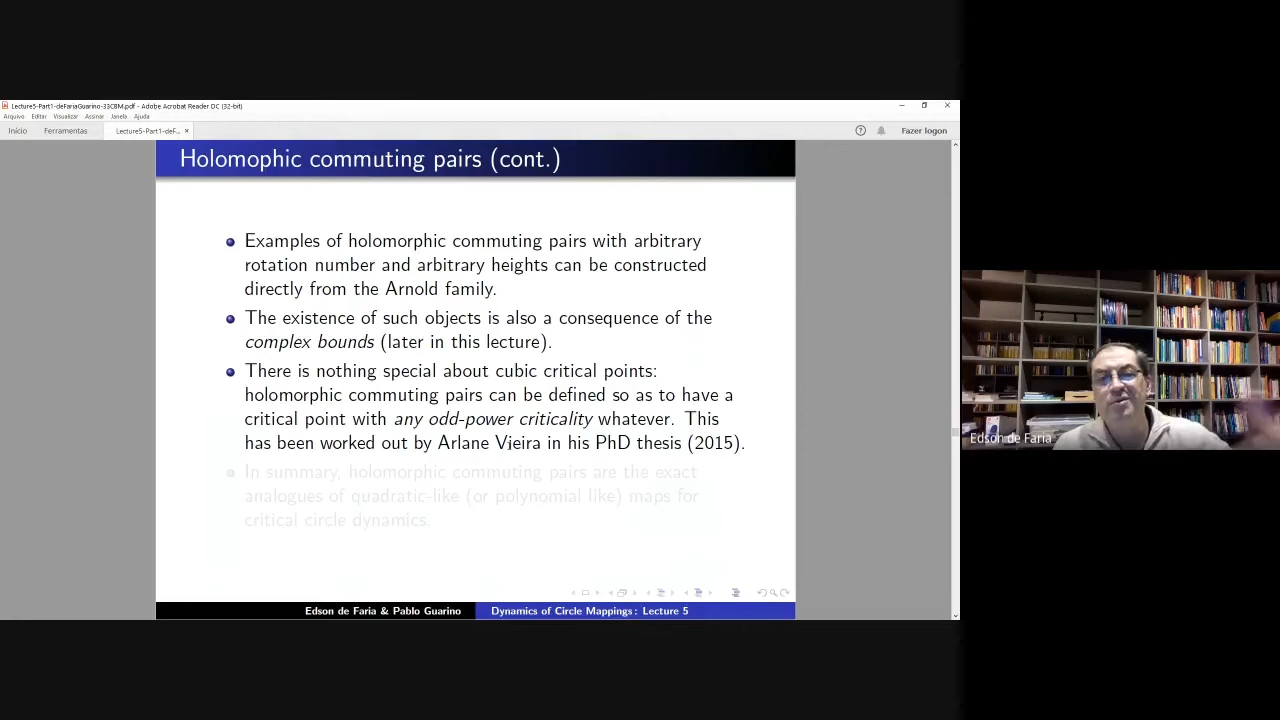 Lecture5-Part1-deFariaGuarino-33CBM.pdf - Adobe Acrobat Reader DC (32-bit)
Arquivo Editar Visualizar Assinar Janela Ajuda
Início Ferramentas Lecture5-Part1-deF... × Fazer logon
Holomophic commuting pairs (cont.)
Examples of holomorphic commuting pairs with arbitrary
rotation number and arbitrary heights can be constructed
directly from the Arnold family.
The existence of such objects is also a consequence of the
complex bounds (later in this lecture).
There is nothing special about cubic critical points:
holomorphic commuting pairs can be defined so as to have a
critical point with any odd-power criticality whatever. This
has been worked out by Arlane Vieira in his PhD thesis (2015).
In summary, holomorphic commuting pairs are the exact
analogues of quadratic-like (or polynomial like) maps for
critical circle dynamics.
Edson de Faria & Pablo Guarino Dynamics of Circle Mappings: Lecture 5
Edson de Faria